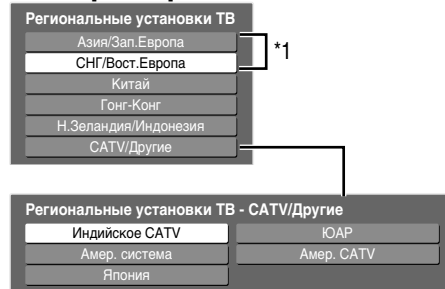 Региональные установки ТВ
Азия/Зап.Европа
СНГ/Вост.Европа
*1
Китай
Гонг-Конг
Н.Зеландия/Индонезия
CATV/Другие
Региональные установки ТВ - CATV/Другие
Индийское CATV
ЮАР
Амер. система
Амер. CATV
Япония